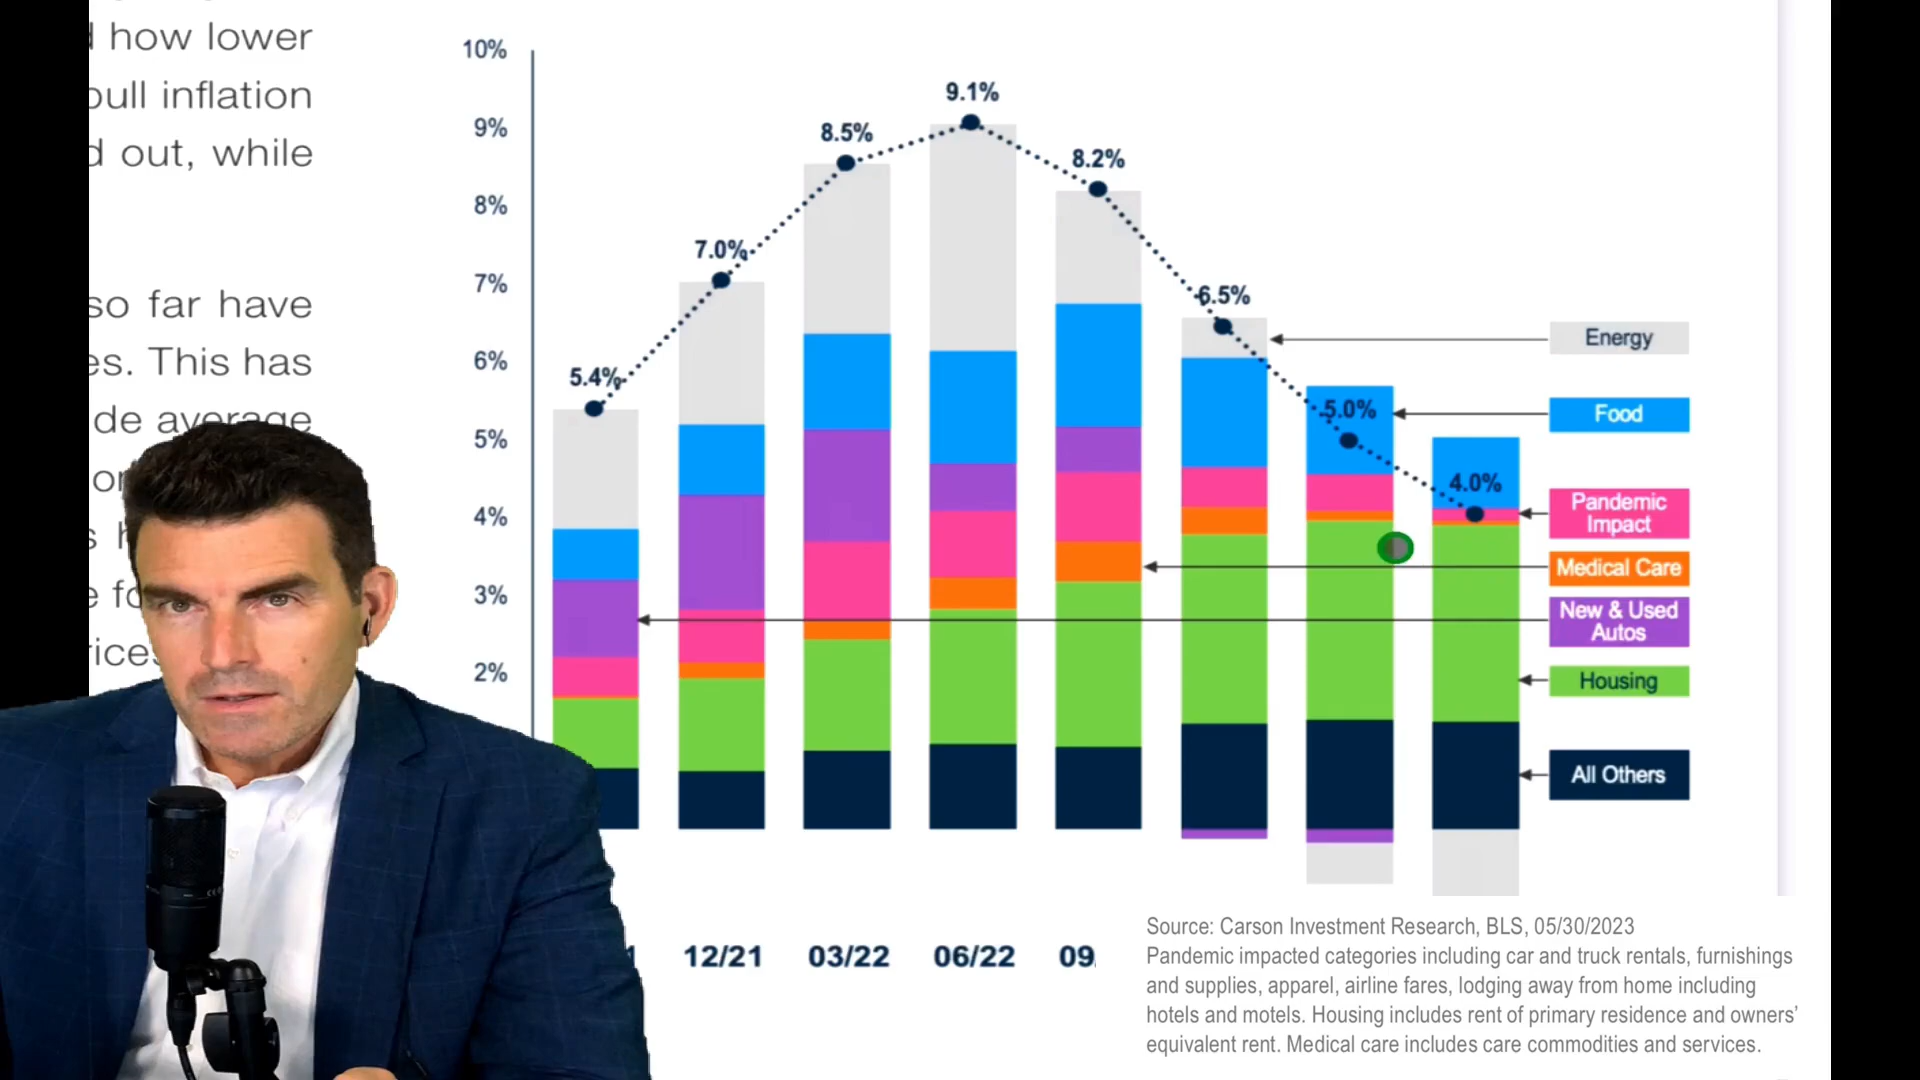 how lower
pull inflation
out, while
so far have
This has
de average
10%
9%
8%
7%
6%
5%
4%
3%
2%
5.4%
7.0%
8.5%
9.1%
8.2%
6.5%
5.0%
4.0%
Energy
Food
Pandemic
Impact
Medical Care
New & Used
Autos
Housing
All Others
12/21
03/22
06/22
09
Source: Carson Investment Research, BLS, 05/30/2023
Pandemic impacted categories including car and truck rentals, furnishings
and supplies, apparel, airline fares, lodging away from home including
hotels and motels. Housing includes rent of primary residence and owners’
equivalent rent. Medical care includes care commodities and services.